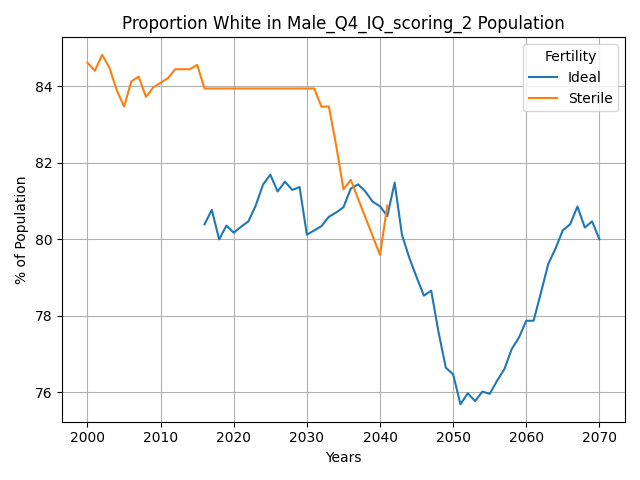 Proportion White in Male_Q4_IQ_scoring_2 Population
Fertility
Ideal
Sterile
% of Population
84
82
80
78
76
2000 2010 2020 2030 2040 2050 2060 2070
Years